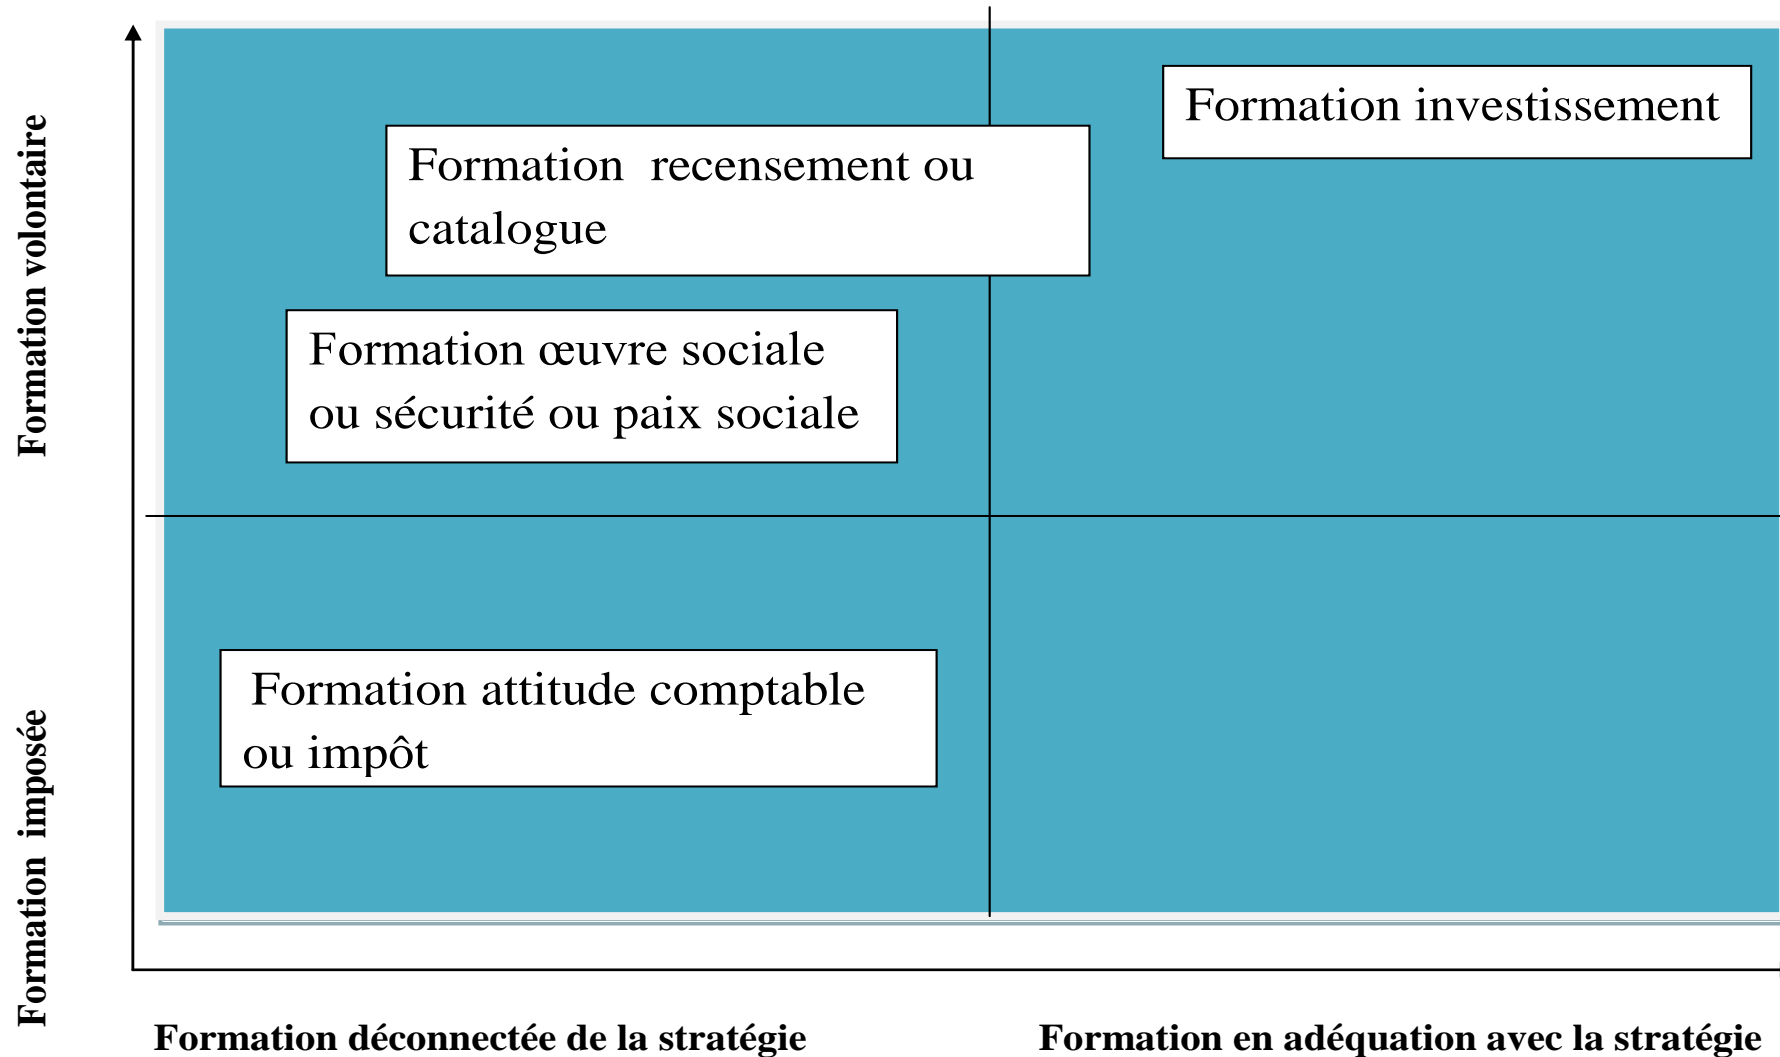 Formation volontaire
Formation investissement
Formation  recensement ou
catalogue
Formation œuvre sociale
ou sécurité ou paix sociale
Formation attitude comptable
ou impôt
Formation  imposée
Formation déconnectée de la stratégie
Formation en adéquation avec la stratégie